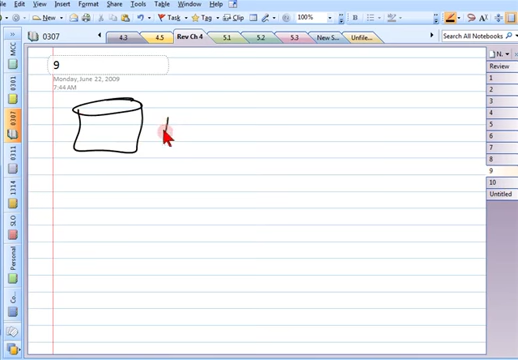 Edit View Insert Format Tools Table Window Help
Back New Task Tag Clip 100%
0307 4.3 4.5 Rev Ch 4 5.1 5.2 5.3 New S... Unfile... Search All Notebooks
ACCC
0301
0307
0311
1314
SLO
Personal
Co...
9
Monday, June 22, 2009
7:44 AM
N.
Review
1
2
3
4
5
6
7
8
9
10
Untitled